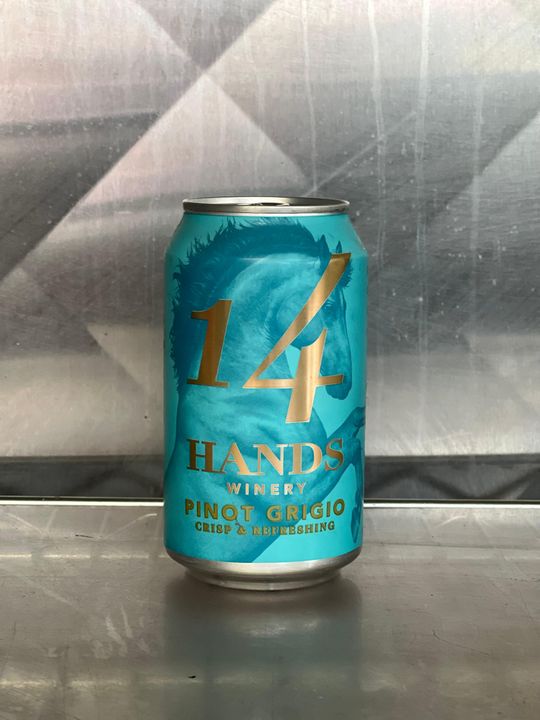 14
HANDS
WINERY
PINOT GRIGIO
CRISP & REFRESHING